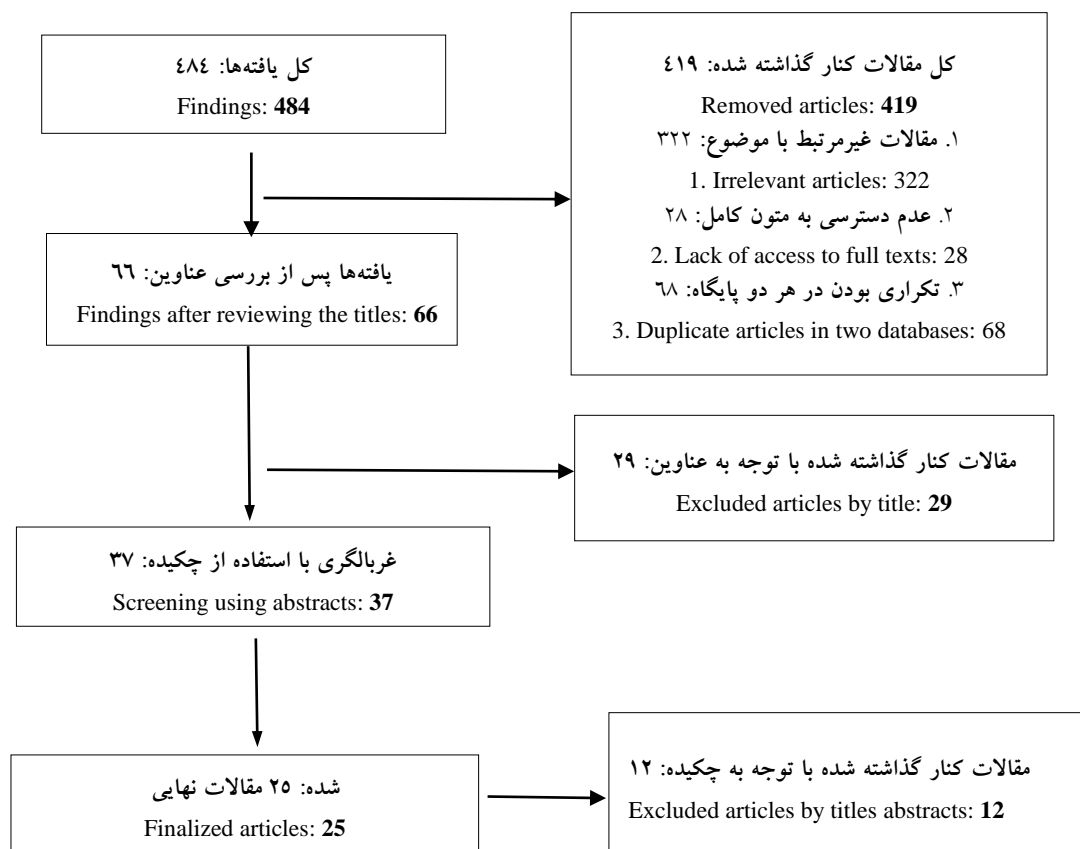 کل یافته‌ها: ٤٨٤
Findings: 484
کل مقالات کنار گذاشته شده: ٤١٩
Removed articles: 419
١. مقالات غیرمرتبط با موضوع: ٣٢٢
1. Irrelevant articles: 322
٢. عدم دسترسی به متون کامل: ٢٨
2. Lack of access to full texts: 28
٣. تکراری بودن در هر دو پایگاه: ٦٨
3. Duplicate articles in two databases: 68
یافته‌ها پس از بررسی عناوین: ٦٦
Findings after reviewing the titles: 66
مقالات کنار گذاشته شده با توجه به عناوین: ٢٩
Excluded articles by title: 29
غربالگری با استفاده از چکیده: ٣٧
Screening using abstracts: 37
مقالات کنار گذاشته شده با توجه به چکیده: ١٢
Excluded articles by titles abstracts: 12
شده: ٢٥ مقالات نهایی
Finalized articles: 25